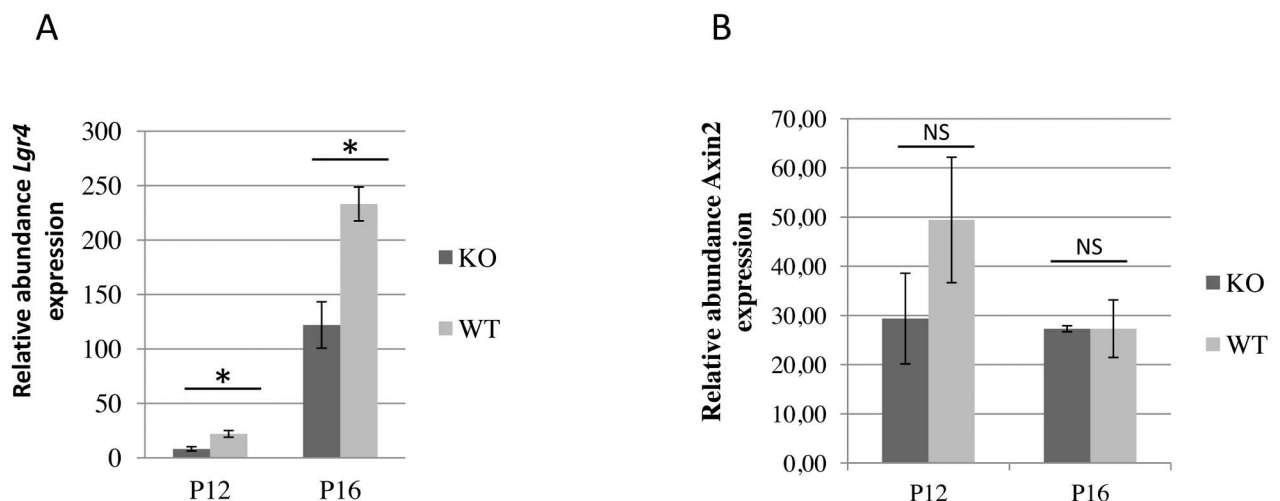 A
Relative abundance Lgr4
expression
300
250
200
150
100
50
0
*
*
P12
P16
KO
WT
B
Relative abundance Axin2
expression
70,00
60,00
50,00
40,00
30,00
20,00
10,00
0,00
NS
NS
P12
P16
KO
WT